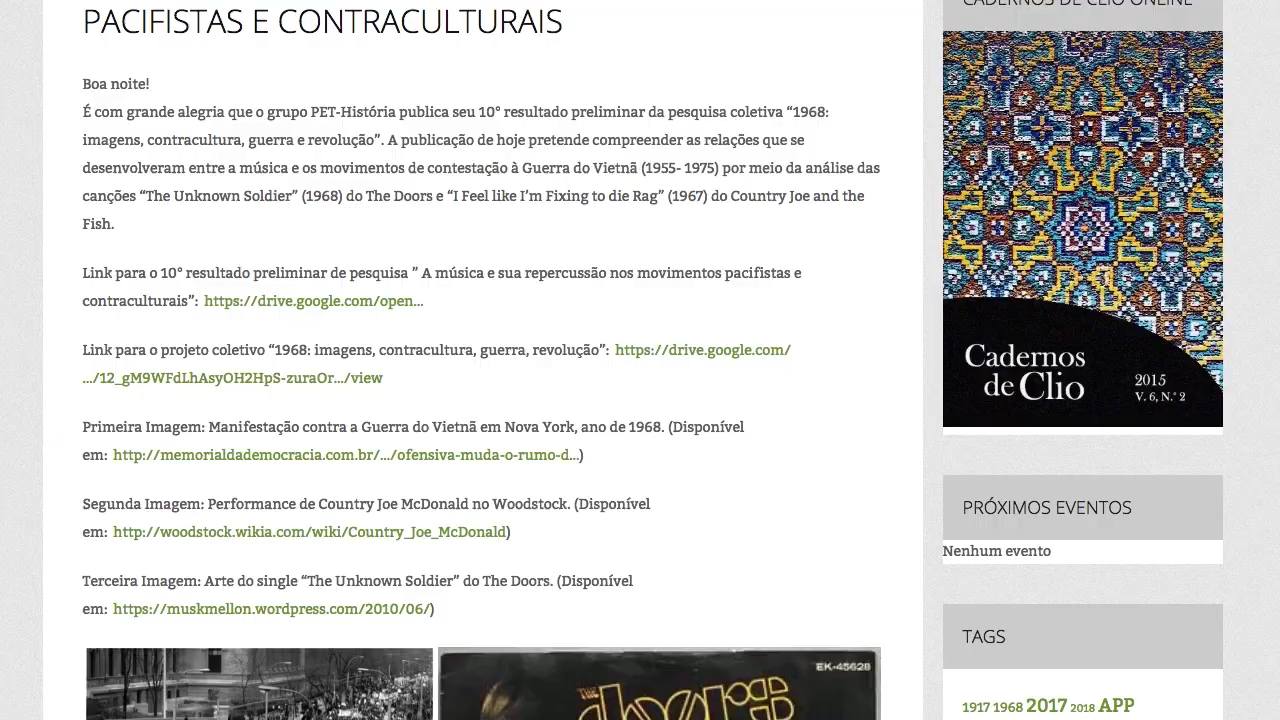 PACIFISTAS E CONTRACULTURAIS
Boa noite!
É com grande alegria que o grupo PET-História publica seu 10° resultado preliminar da pesquisa coletiva “1968:
imagens, contracultura, guerra e revolução”. A publicação de hoje pretende compreender as relações que se
desenvolveram entre a música e os movimentos de contestação à Guerra do Vietnã (1955- 1975) por meio da análise das
canções “The Unknown Soldier” (1968) do The Doors e “I Feel like I’m Fixing to die Rag” (1967) do Country Joe and the
Fish.
Link para o 10° resultado preliminar de pesquisa ” A música e sua repercussão nos movimentos pacifistas e
contraculturais”: https://drive.google.com/open…
Link para o projeto coletivo “1968: imagens, contracultura, guerra, revolução”: https://drive.google.com/
…/12_gM9WFdLhAsyOH2HpS-zuraOr…/view
Primeira Imagem: Manifestação contra a Guerra do Vietnã em Nova York, ano de 1968. (Disponível
em: http://memorialdademocracia.com.br/…/ofensiva-muda-o-rumo-d…)
Segunda Imagem: Performance de Country Joe McDonald no Woodstock. (Disponível
em: http://woodstock.wikia.com/wiki/Country_Joe_McDonald)
Terceira Imagem: Arte do single “The Unknown Soldier” do The Doors. (Disponível
em: https://muskmellon.wordpress.com/2010/06/)
EK-45628
THE
doors
CADERNOS DE CLIO ONLINE
Cadernos
de Clio
2015
V. 6, N.º 2
PRÓXIMOS EVENTOS
Nenhum evento
TAGS
1917 1968 2017 2018 APP